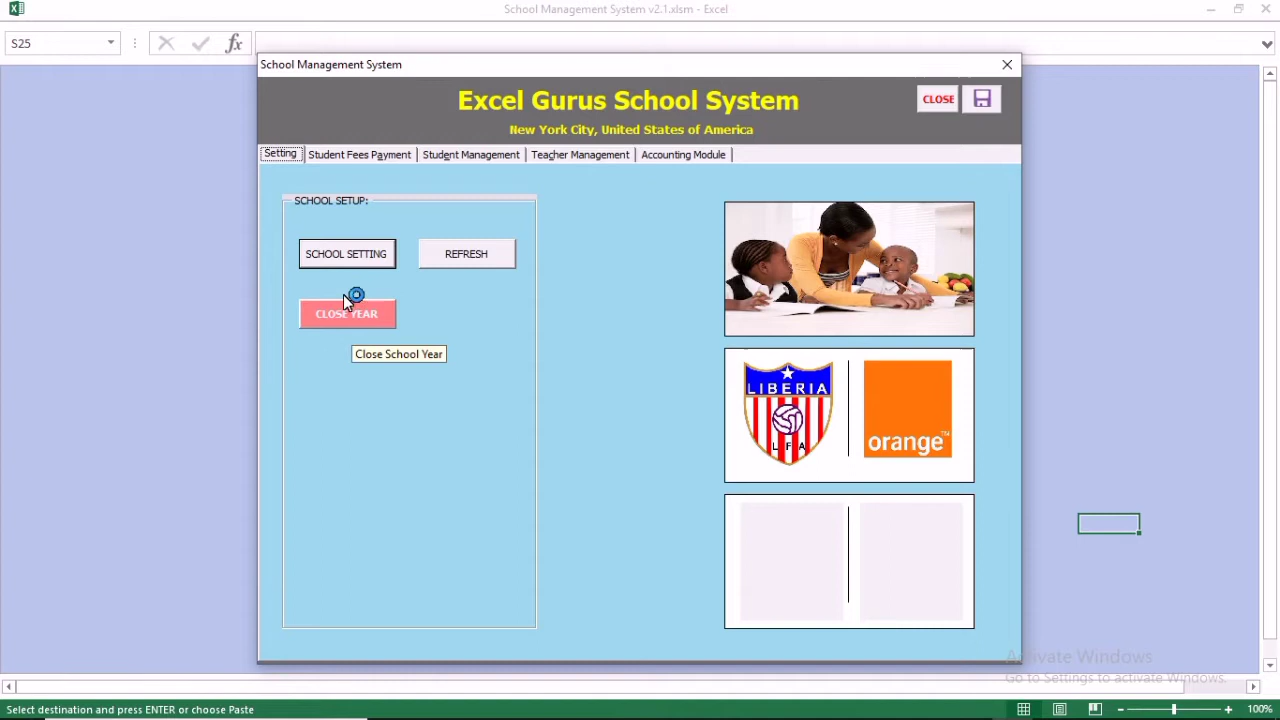 School Management System v2.1.xlsm - Excel
S25
fx
School Management System
Excel Gurus School System
CLOSE
New York City, United States of America
Setting
Student Fees Payment
Student Management
Teacher Management
Accounting Module
SCHOOL SETUP:
SCHOOL SETTING
REFRESH
CLOSE YEAR
Close School Year
LIBERIA
L F A
orange™
Activate Windows
Go to Settings to activate Windows.
Select destination and press ENTER or choose Paste
100%